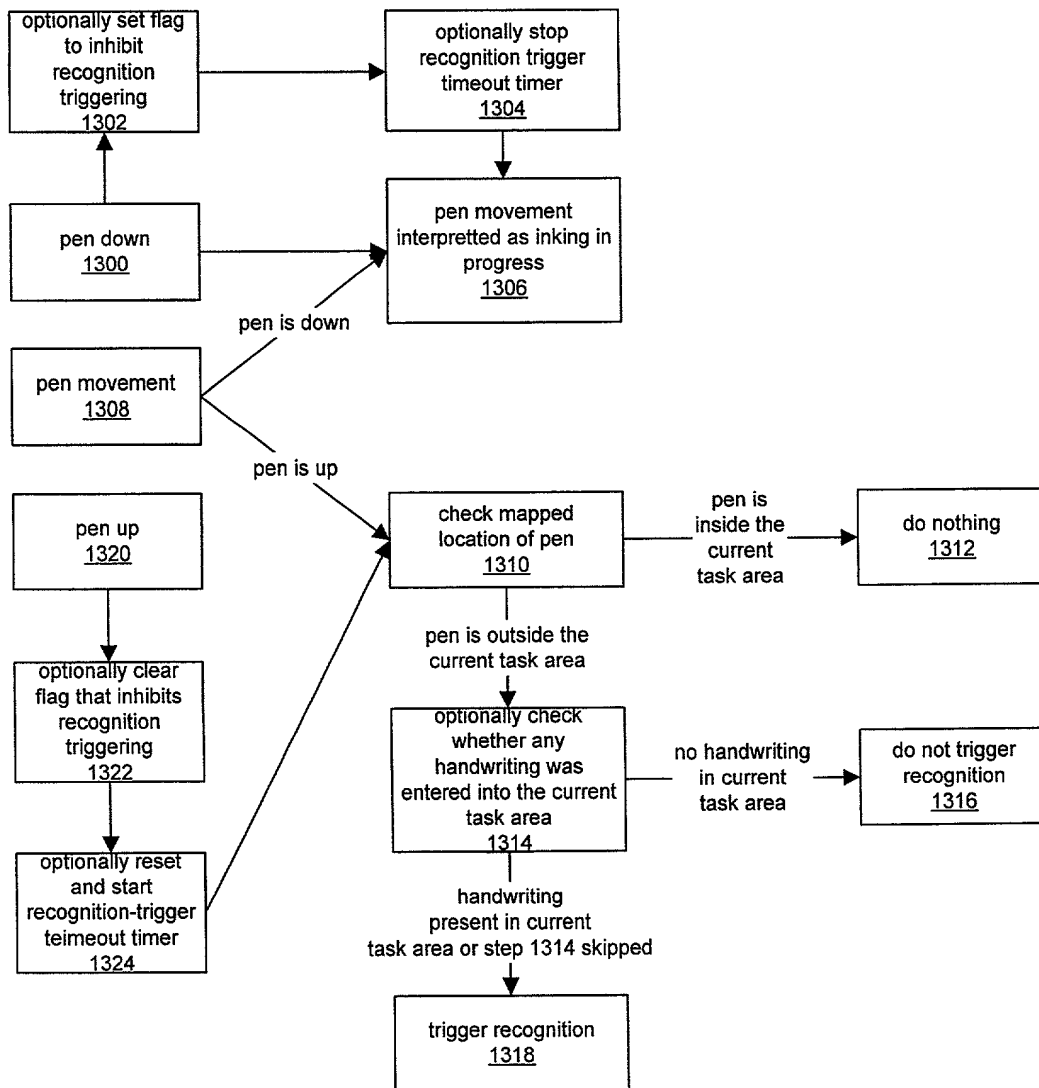 optionally set flag
to inhibit
recognition
triggering
1302
optionally stop
recognition trigger
timeout timer
1304
pen down
1300
pen movement
interpretted as inking in
progress
1306
pen is down
pen movement
1308
pen is up
pen up
1320
check mapped
location of pen
1310
pen is
inside the
current
task area
do nothing
1312
pen is outside the
current task area
optionally clear
flag that inhibits
recognition
triggering
1322
optionally check
whether any
handwriting was
entered into the current
task area
1314
no handwriting
in current
task area
do not trigger
recognition
1316
optionally reset
and start
recognition-trigger
teimeout timer
1324
handwriting
present in current
task area or step 1314 skipped
trigger recognition
1318